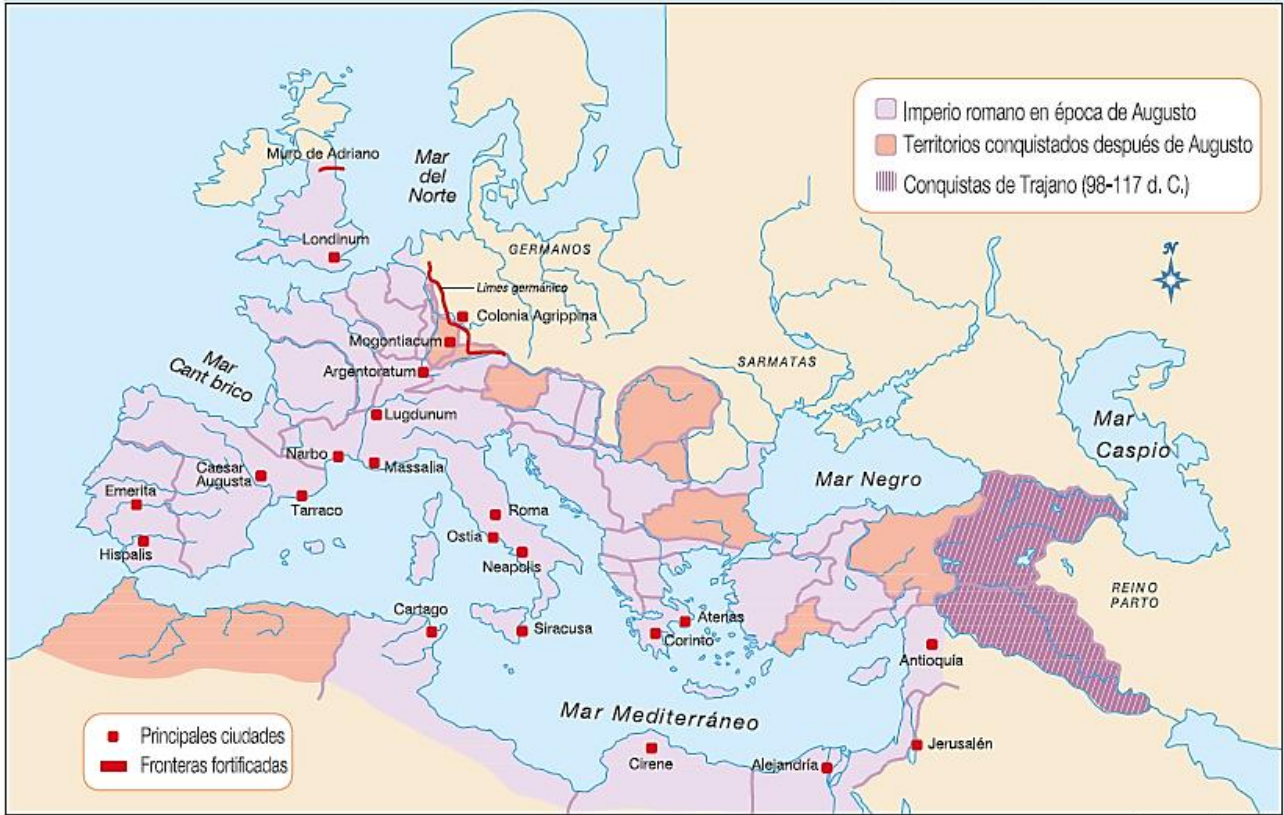 Imperio romano en época de Augusto
Territorios conquistados después de Augusto
Conquistas de Trajano (98-117 d. C.)
Muro de Adriano
Mar
del
Norte
Londinum
GERMANOS
N
Limes germánico
Colonia Agrippina
Mogontiacum
Argentoratum
SARMATAS
Mar
Cant brico
Lugdunum
Mar
Caspio
Narbo
Massalia
Caesar
Augusta
Mar Negro
Emerita
Tarraco
Roma
Ostia
Hispalis
Neapolis
REINO
PARTO
Cartago
Siracusa
Atenas
Corinto
Antioquía
Mar Mediterráneo
Principales ciudades
Fronteras fortificadas
Cirene
Alejandría
Jerusalén